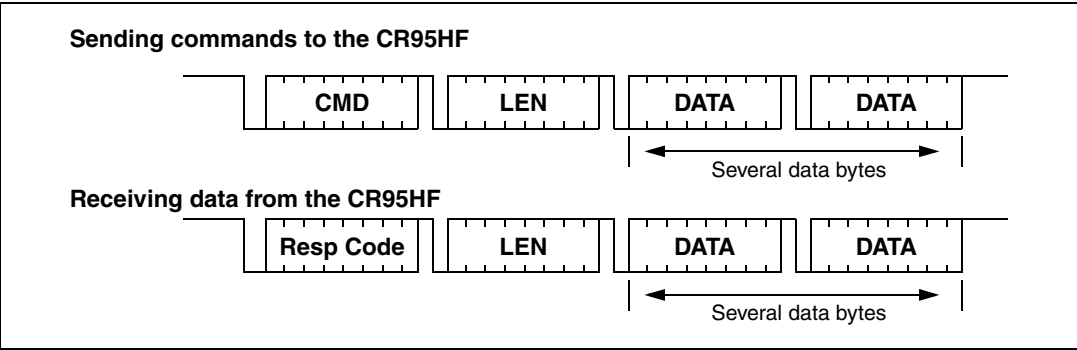 Sending commands to the CR95HF
CMD LEN DATA DATA
Several data bytes
Receiving data from the CR95HF
Resp Code LEN DATA DATA
Several data bytes